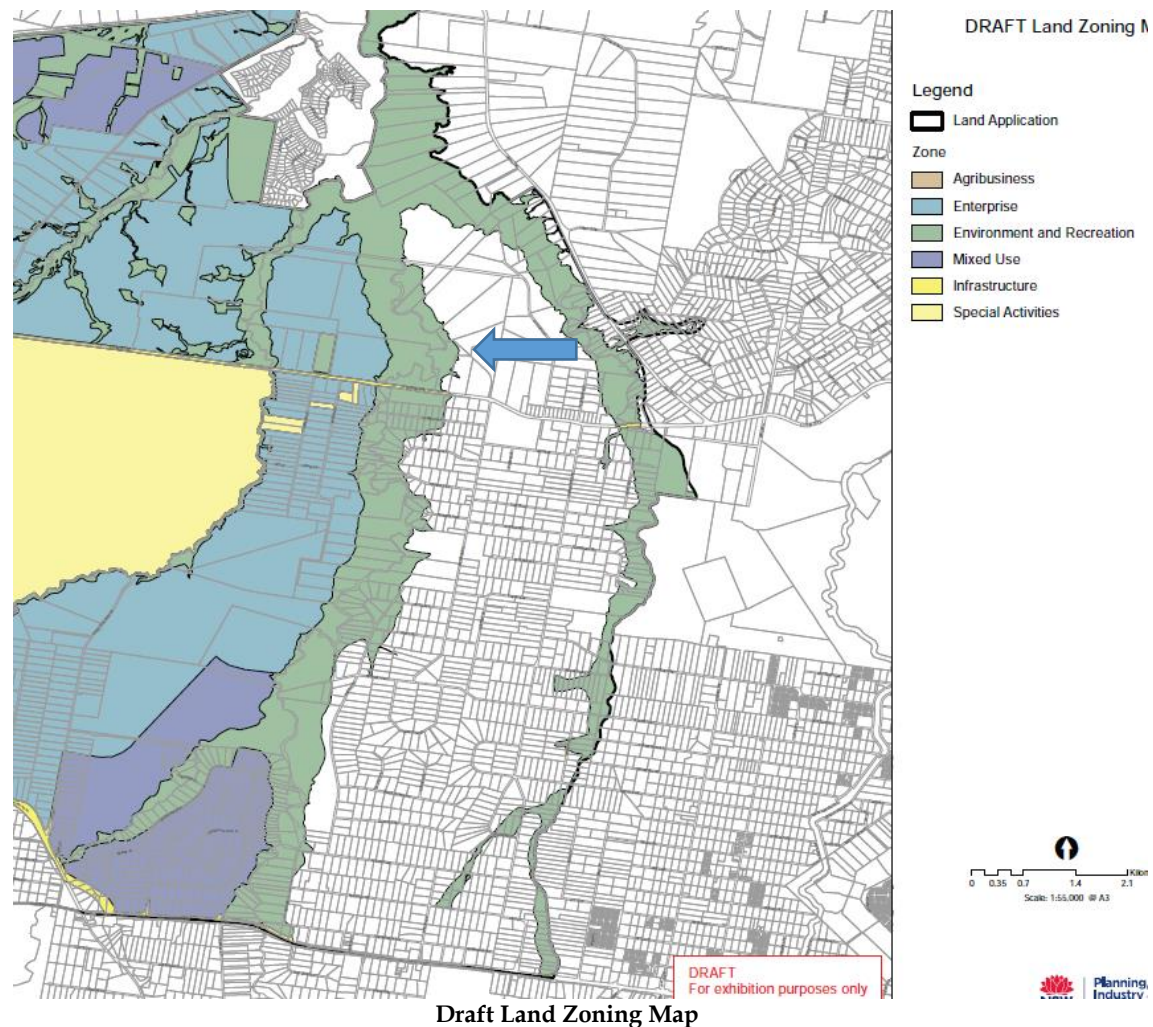 DRAFT Land Zoning M
Legend
Land Application
Zone
Agribusiness
Enterprise
Environment and Recreation
Mixed Use
Infrastructure
Special Activities
0 0.35 0.7 1.4 2.1
Scale: 1:55,000 @ A3
DRAFT
For exhibition purposes only
Planning,
Industry
NSW
Draft Land Zoning Map